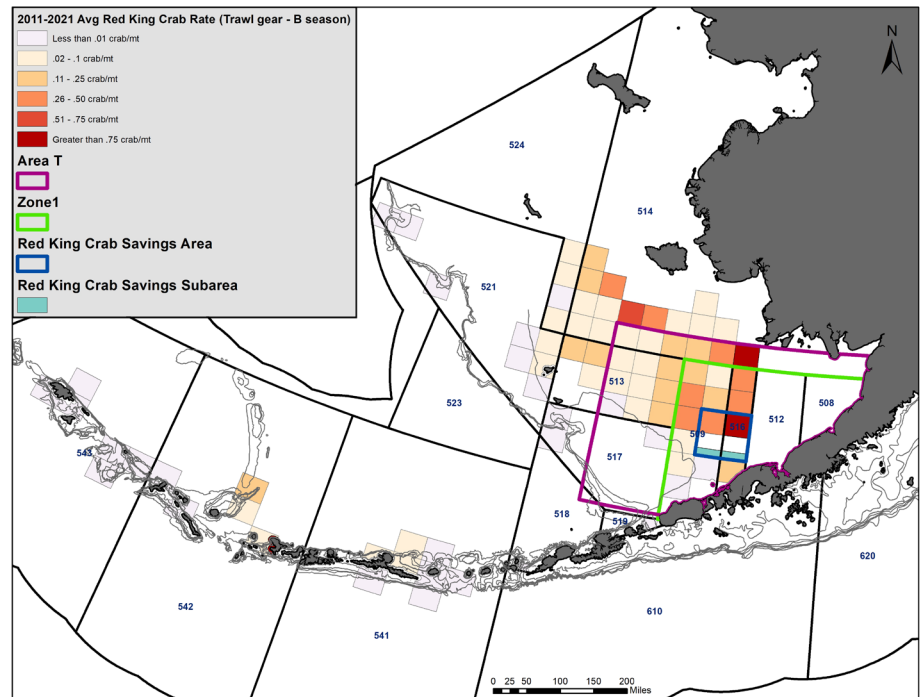 2011-2021 Avg Red King Crab Rate (Trawl gear - B season)
Less than .01 crab/mt
.02 - .1 crab/mt
.11 - .25 crab/mt
.26 - .50 crab/mt
.51 - .75 crab/mt
Greater than .75 crab/mt
Area T
Zone1
Red King Crab Savings Area
Red King Crab Savings Subarea
N
524
514
521
513
508
512
516
509
523
517
543
518
519
620
542
541
610
0 25 50 100 150 200
Miles